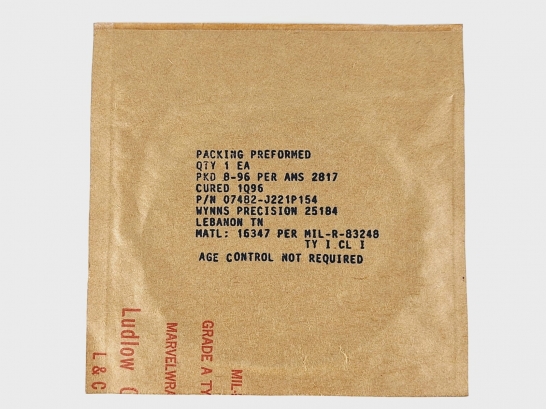 PACKING PREFORMED
QTY 1 EA
PKD 8-96 PER AMS 2817
CURED 1Q96
P/N 07482-J221P154
WYNNS PRECISION 25184
LEBANON TN
MATL: 16347 PER MIL-R-83248
TY I CL I
AGE CONTROL NOT REQUIRED
MIL-
GRADE A TY
MARVELWRA
Ludlow C
L & C